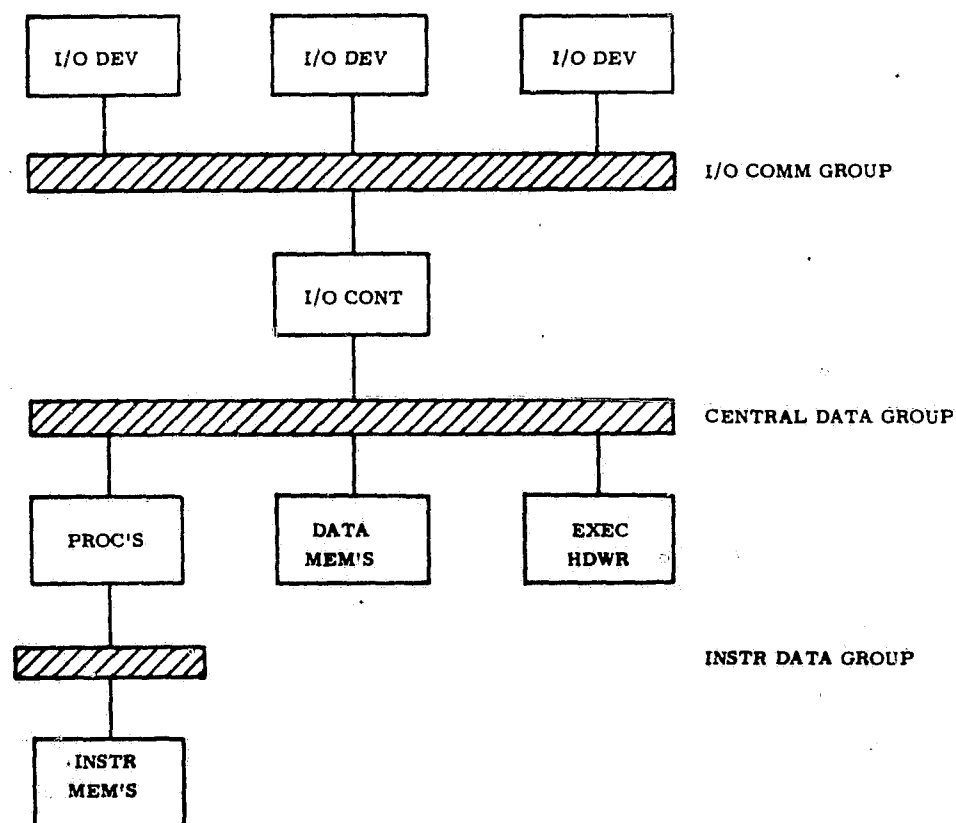 I/O DEV
I/O DEV
I/O DEV
I/O COMM GROUP
I/O CONT
CENTRAL DATA GROUP
PROC'S
DATA
MEM'S
EXEC
HDWR
INSTR DATA GROUP
INSTR
MEM'S